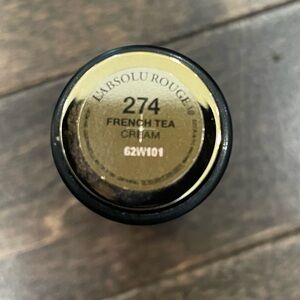 L'ABSOLU ROUGE
274
FRENCH TEA
CREAM
62W101